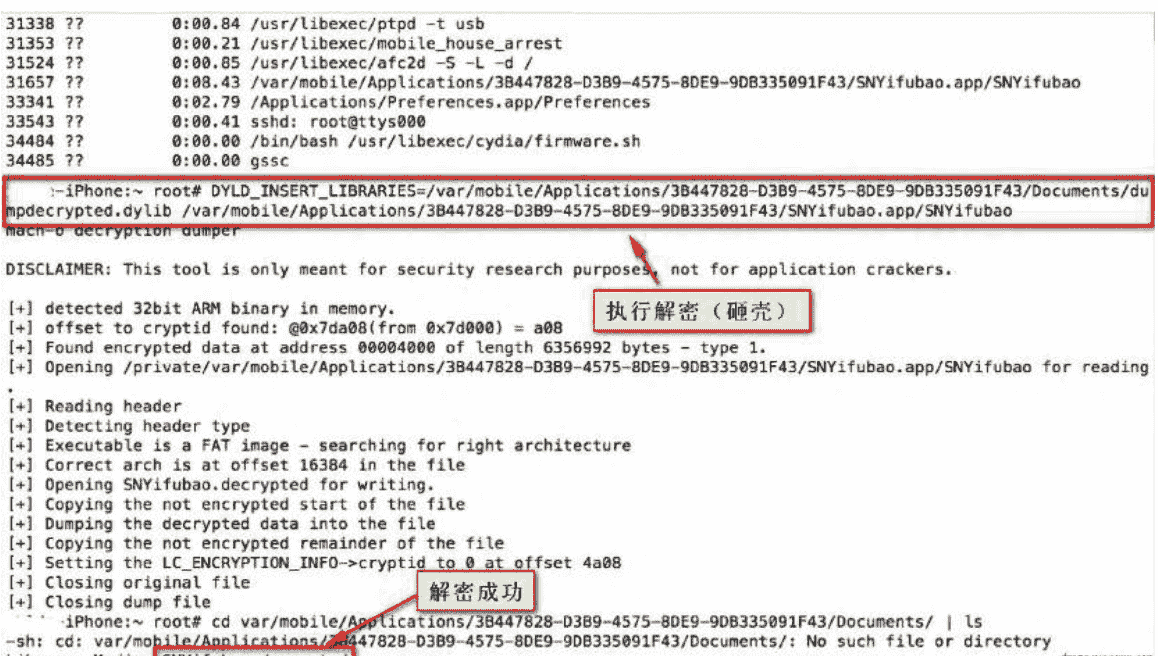 31338 ?? 0:00.84 /usr/libexec/ptpd -t usb
31353 ?? 0:00.21 /usr/libexec/mobile_house_arrest
31524 ?? 0:00.85 /usr/libexec/afc2d -S -L -d /
31657 ?? 0:08.43 /var/mobile/Applications/3B447828-D3B9-4575-8DE9-9DB335091F43/SNYifubao.app/SNYifubao
33341 ?? 0:02.79 /Applications/Preferences.app/Preferences
33543 ?? 0:00.41 sshd: root@ttys000
34484 ?? 0:00.00 /bin/bash /usr/libexec/cydia/firmware.sh
34485 ?? 0:00.00 gssc
-iPhone:~ root# DYLD_INSERT_LIBRARIES=/var/mobile/Applications/3B447828-D3B9-4575-8DE9-9DB335091F43/Documents/du
mpdecrypted.dylib /var/mobile/Applications/3B447828-D3B9-4575-8DE9-9DB335091F43/SNYifubao.app/SNYifubao
mach-o decryption dumper
DISCLAIMER: This tool is only meant for security research purposes, not for application crackers.
执行解密（砸壳）
[+] detected 32bit ARM binary in memory.
[+] offset to cryptid found: @0x7da08(from 0x7d000) = a08
[+] Found encrypted data at address 00004000 of length 6356992 bytes - type 1.
[+] Opening /private/var/mobile/Applications/3B447828-D3B9-4575-8DE9-9DB335091F43/SNYifubao.app/SNYifubao for reading
.
[+] Reading header
[+] Detecting header type
[+] Executable is a FAT image - searching for right architecture
[+] Correct arch is at offset 16384 in the file
[+] Opening SNYifubao.decrypted for writing.
[+] Copying the not encrypted start of the file
[+] Dumping the decrypted data into the file
[+] Copying the not encrypted remainder of the file
[+] Setting the LC_ENCRYPTION_INFO->cryptid to 0 at offset 4a08
[+] Closing original file
[+] Closing dump file
解密成功
-iPhone:~ root# cd var/mobile/Applications/3B447828-D3B9-4575-8DE9-9DB335091F43/Documents/ | ls
-sh: cd: var/mobile/Applications/3B447828-D3B9-4575-8DE9-9DB335091F43/Documents/: No such file or directory